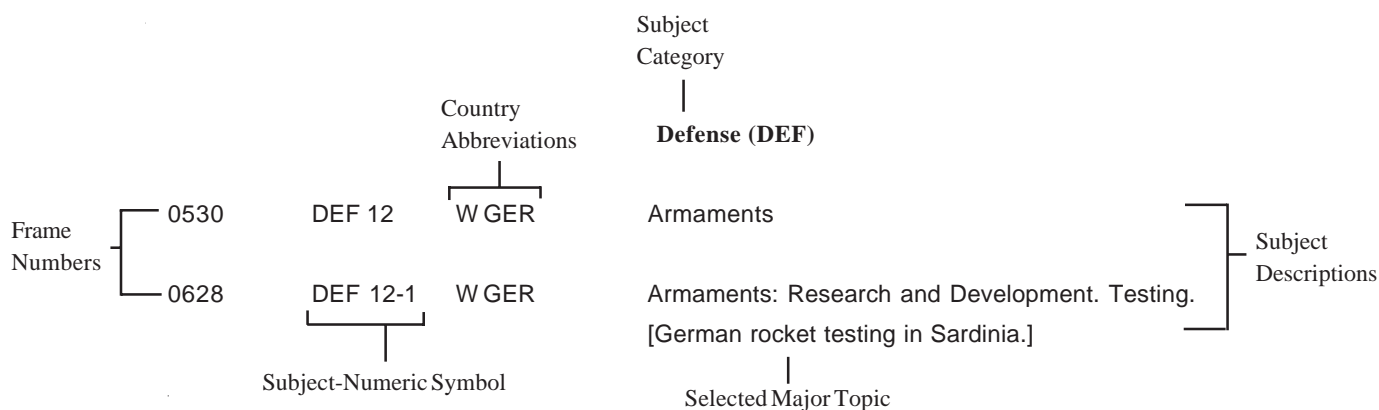 Subject
Category
Country
Abbreviations
Defense (DEF)
Frame
Numbers
0530 DEF 12 W GER Armaments
0628 DEF 12-1 W GER Armaments: Research and Development. Testing.
[German rocket testing in Sardinia.]
Subject
Descriptions
Subject-Numeric Symbol
Selected Major Topic